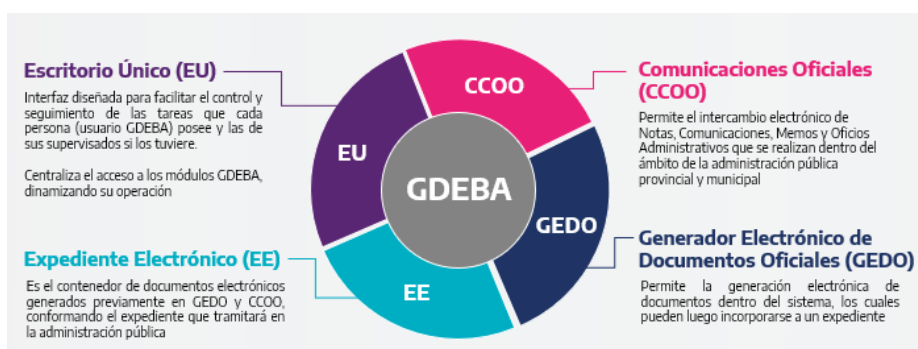 Escritorio Único (EU)
Interfaz diseñada para facilitar el control y
seguimiento de las tareas que cada
persona (usuario GDEBA) posee y las de
sus supervisados si los tuviere.
Centraliza el acceso a los módulos GDEBA,
dinamizando su operación
Expediente Electrónico (EE)
Es el contenedor de documentos electrónicos
generados previamente en GEDO y CCOO,
conformando el expediente que tramitará en
la administración pública
CCOO
EU
GDEBA
GEDO
EE
Comunicaciones Oficiales
(CCOO)
Permite el intercambio electrónico de
Notas, Comunicaciones, Memos y Oficios
Administrativos que se realizan dentro del
ámbito de la administración pública
provincial y municipal
Generador Electrónico de
Documentos Oficiales (GEDO)
Permite la generación electrónica de
documentos dentro del sistema, los cuales
pueden luego incorporarse a un expediente